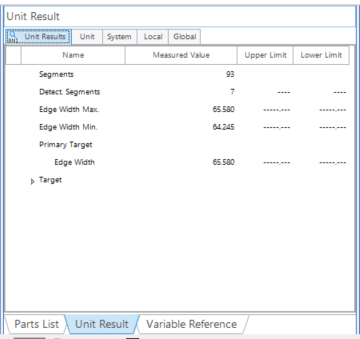 Unit Result
Unit Results Unit System Local Global
Name Measured Value Upper Limit Lower Limit
Segments 93
Detect. Segments 7 ---- ----
Edge Width Max. 65.580 -----.--- -----.---
Edge Width Min. 64.245 -----.--- -----.---
Primary Target
Edge Width 65.580 -----.--- -----.---
Target
Parts List Unit Result Variable Reference